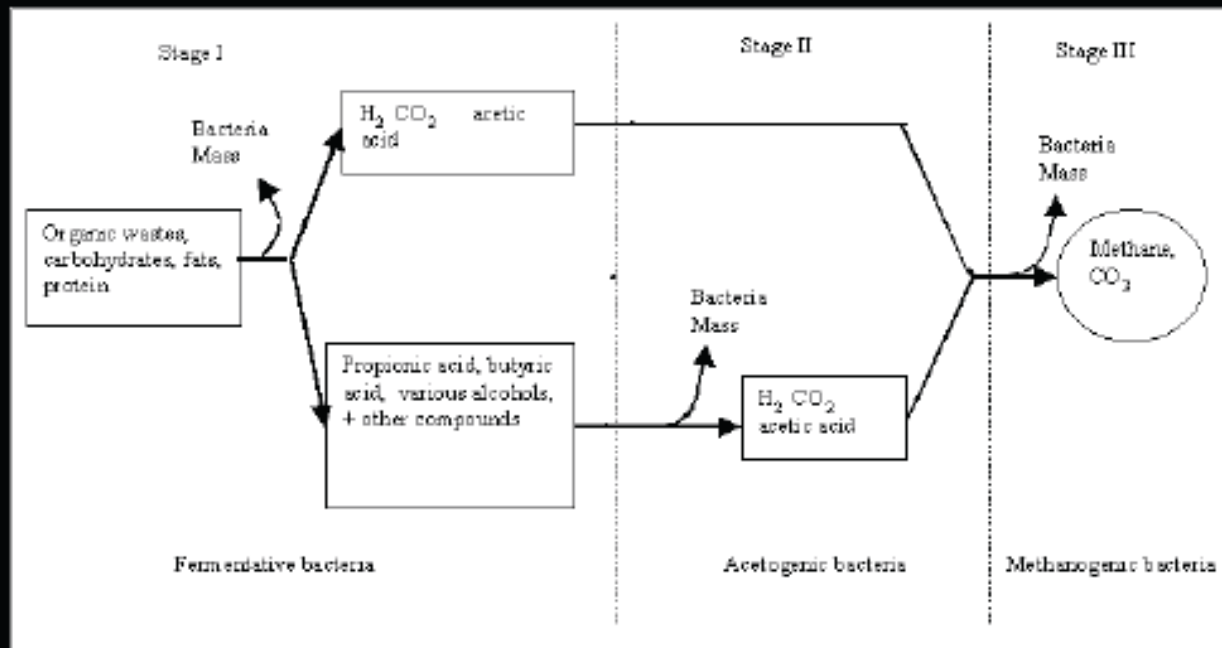 Stage I
Stage II
Stage III
Bacteria
Mass
H2 CO2 acetic
acid
Bacteria
Mass
Organic wastes,
carbohydrates, fats,
protein
Methane,
CO2
Bacteria
Mass
Propionic acid, butyric
acid, various alcohols,
+ other compounds
H2 CO2
acetic acid
Fermentative bacteria
Acetogenic bacteria
Methanogenic bacteria